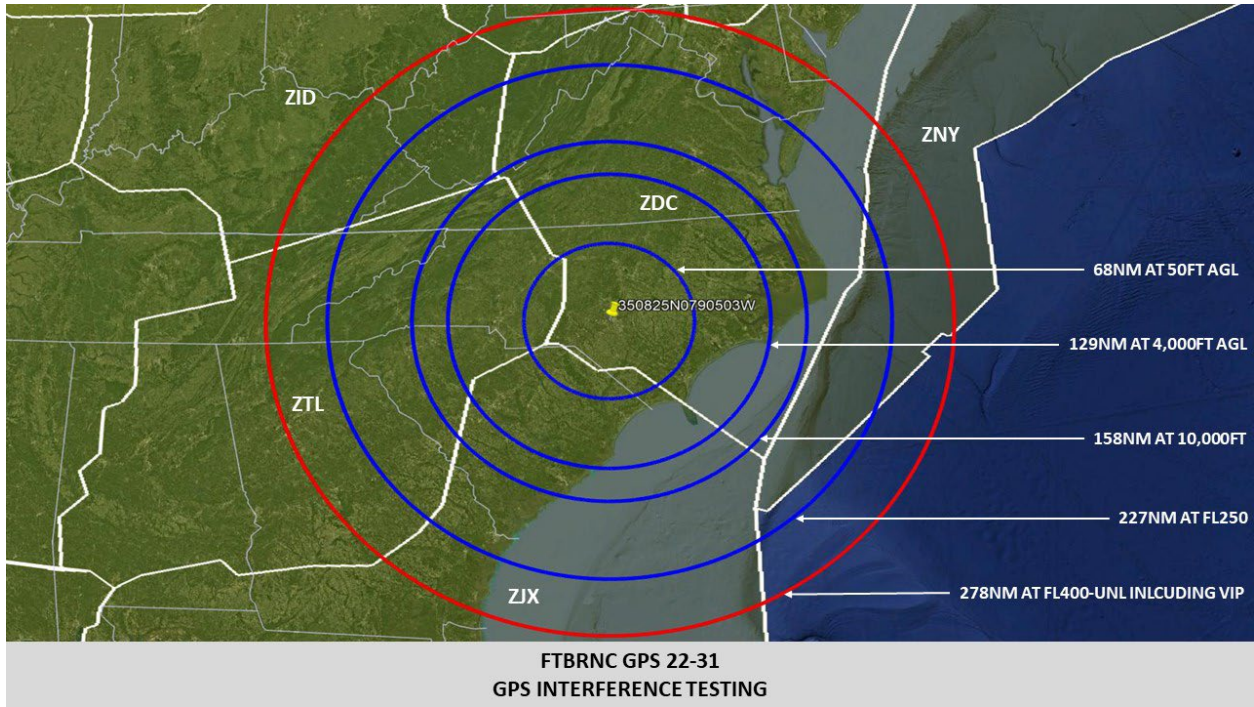 ZID
ZNY
ZDC
68NM AT 50FT AGL
350825N0790503W
129NM AT 4,000FT AGL
ZTL
158NM AT 10,000FT
227NM AT FL250
278NM AT FL400-UNL INLCUDING VIP
ZJX
FTBRNC GPS 22-31
GPS INTERFERENCE TESTING